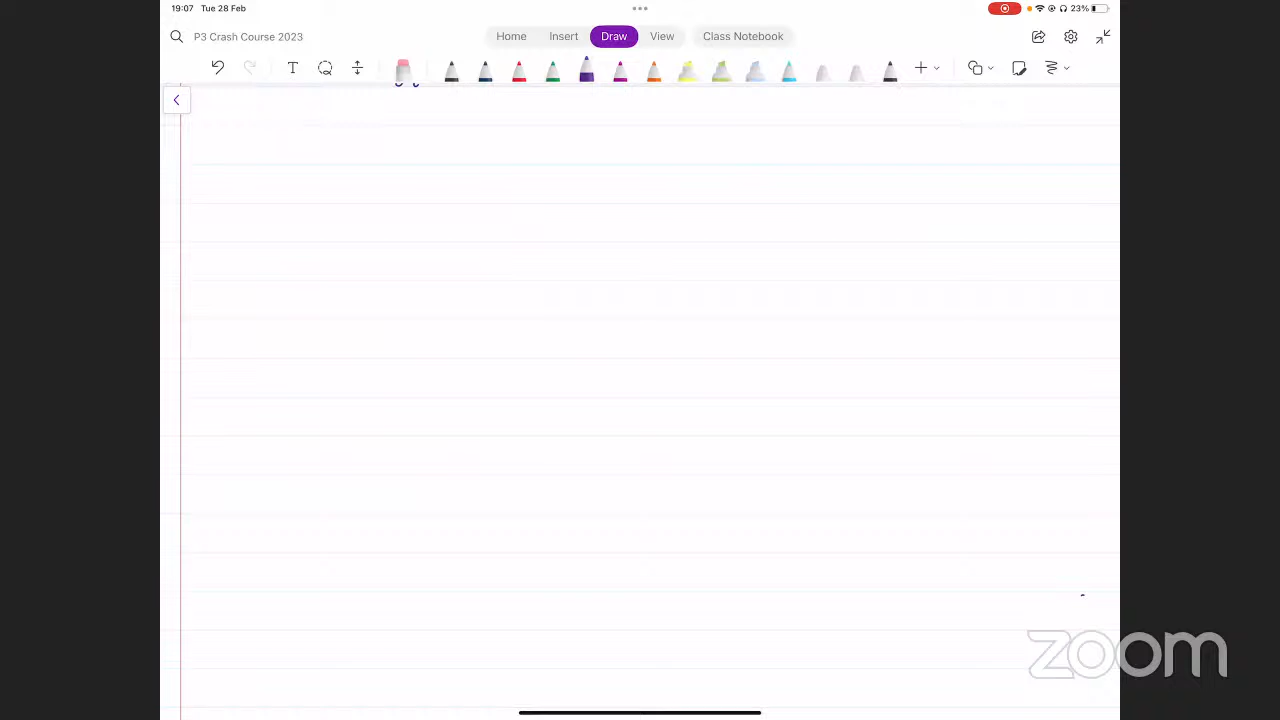 19:07 Tue 28 Feb
23%
P3 Crash Course 2023
Home Insert Draw View Class Notebook
T
zoom